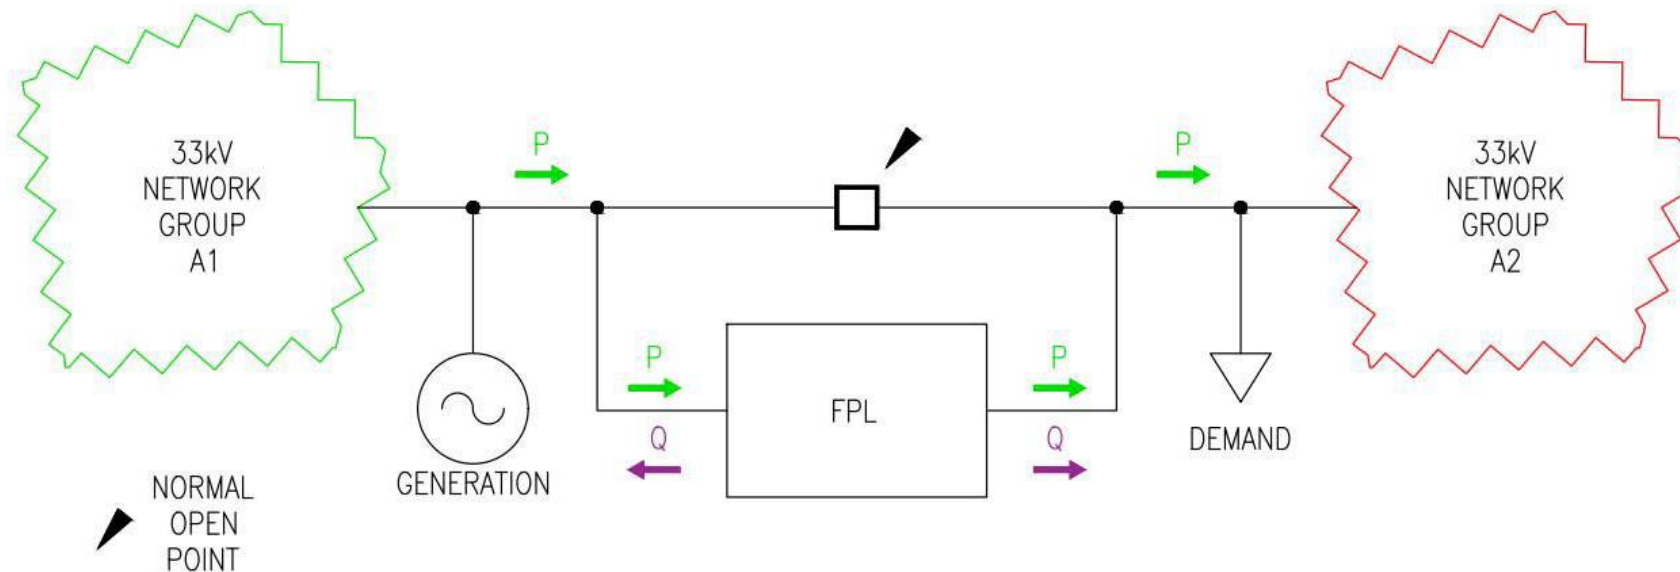 33kV
NETWORK
GROUP
A1
P
P
33kV
NETWORK
GROUP
A2
P
Q
FPL
P
Q
GENERATION
DEMAND
NORMAL
OPEN
POINT